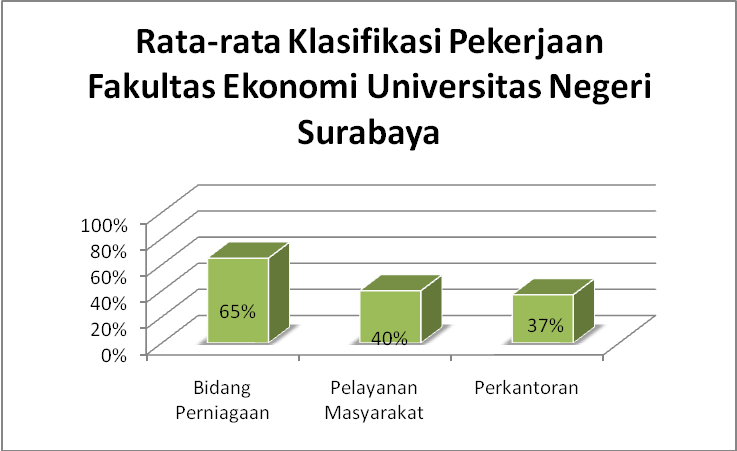 Rata-rata Klasifikasi Pekerjaan
Fakultas Ekonomi Universitas Negeri
Surabaya
100%
80%
60%
40%
20%
0%
65%
40%
37%
Bidang
Perniagaan
Pelayanan
Masyarakat
Perkantoran